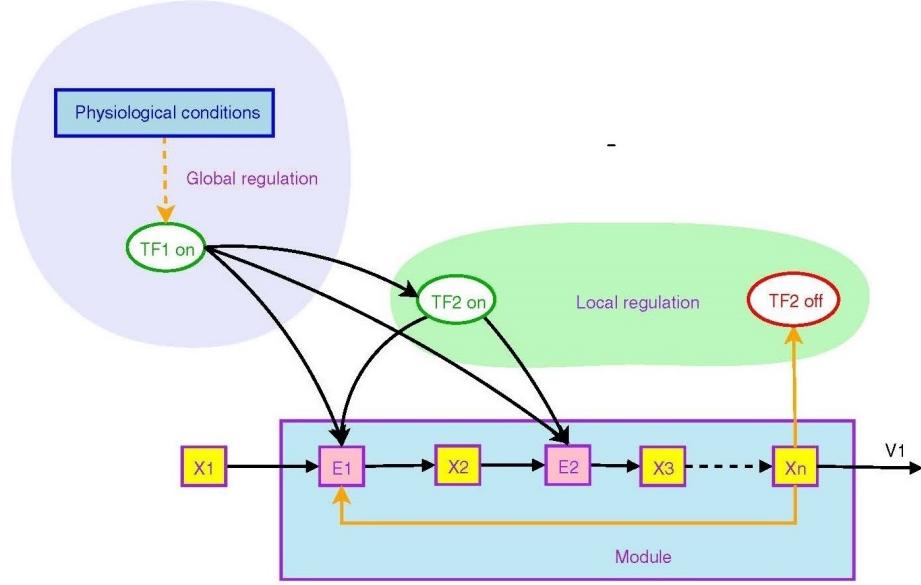 Physiological conditions
Global regulation
TF1 on
TF2 on
Local regulation
TF2 off
X1
E1
X2
E2
X3
Xn
V1
Module